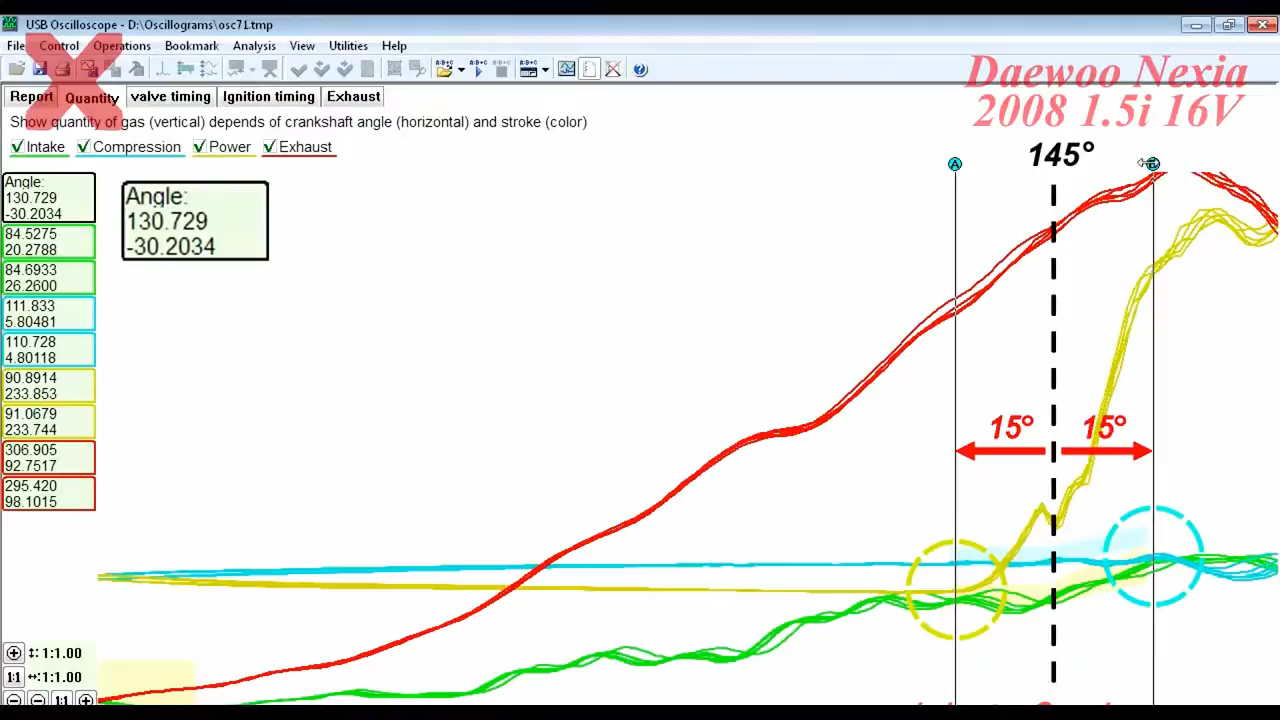 USB Oscilloscope - D:\Oscillograms\osc71.tmp
File Control Operations Bookmark Analysis View Utilities Help
Report Quantity valve timing Ignition timing Exhaust
Show quantity of gas (vertical) depends of crankshaft angle (horizontal) and stroke (color)
Intake Compression Power Exhaust
Daewoo Nexia
2008 1.5i 16V
145°
A
Angle:
130.729
-30.2034
Angle:
130.729
-30.2034
84.5275
20.2788
84.6933
26.2600
111.833
5.80481
110.728
4.80118
90.8914
233.853
91.0679
233.744
306.905
92.7517
295.420
98.1015
15° 15°
1:1.00
1:1 1:1.00
1:1